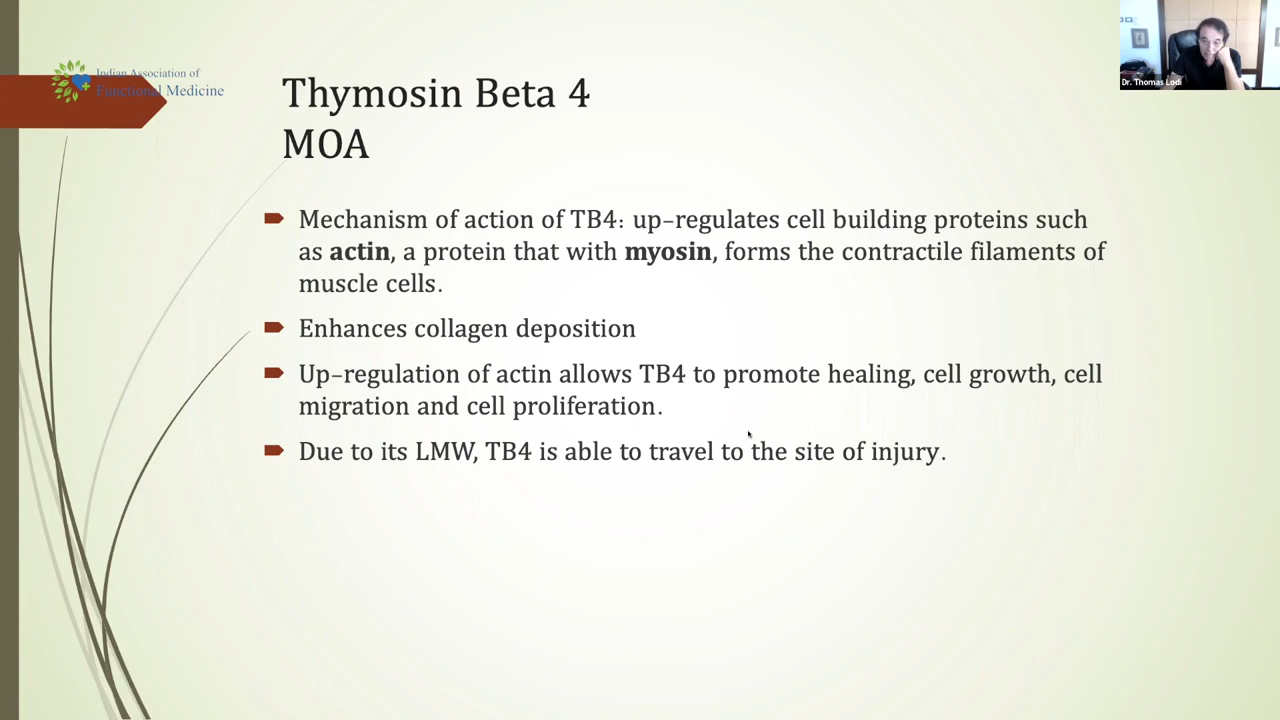 Indian Association of
Functional Medicine
Thymosin Beta 4
MOA
Mechanism of action of TB4: up-regulates cell building proteins such
as actin, a protein that with myosin, forms the contractile filaments of
muscle cells.
Enhances collagen deposition
Up-regulation of actin allows TB4 to promote healing, cell growth, cell
migration and cell proliferation.
Due to its LMW, TB4 is able to travel to the site of injury.
Dr. Thomas Lodi